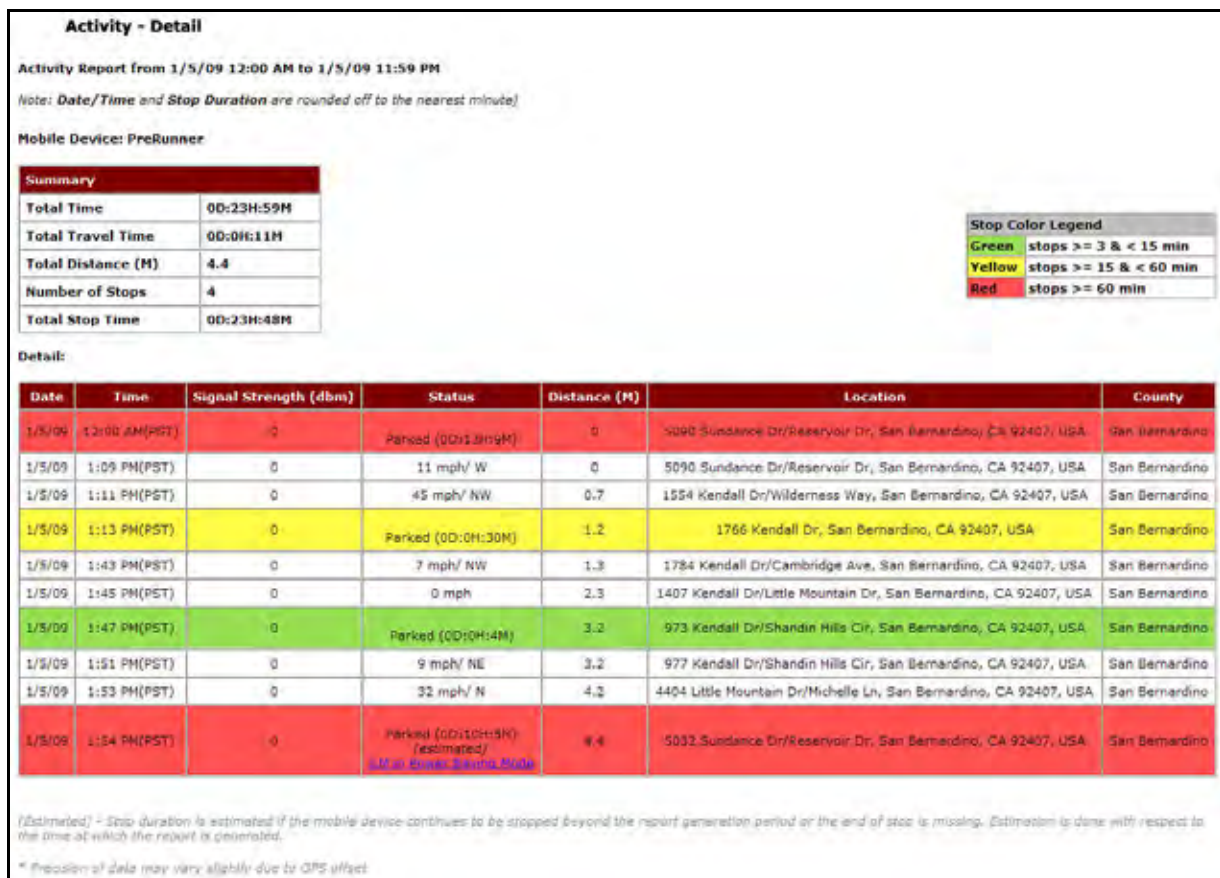 Activity - Detail
Activity Report from 1/5/09 12:00 AM to 1/5/09 11:59 PM
Note: Date/Time and Stop Duration are rounded off to the nearest minute)
Mobile Device: PreRunner
Summary
Total Time 0D:23H:59M
Total Travel Time 0D:0H:11M
Total Distance (M) 4.4
Number of Stops 4
Total Stop Time 0D:23H:48M
Stop Color Legend
Green stops >= 3 & < 15 min
Yellow stops >= 15 & < 60 min
Red stops >= 60 min
Detail:
Date Time Signal Strength (dbm) Status Distance (M) Location County
1/5/09 12:00 AM(PST) 0 Parked 0 5090 Sundance Dr/Reservoir Dr, San Bernardino, CA 92407, USA San Bernardino
1/5/09 1:09 PM(PST) 0 11 mph/ W 0 5090 Sundance Dr/Reservoir Dr, San Bernardino, CA 92407, USA San Bernardino
1/5/09 1:11 PM(PST) 0 45 mph/ NW 0.7 1554 Kendall Dr/Wilderness Way, San Bernardino, CA 92407, USA San Bernardino
1/5/09 1:13 PM(PST) 0 Parked (0D:0H:30M) 1.2 1766 Kendall Dr, San Bernardino, CA 92407, USA San Bernardino
1/5/09 1:43 PM(PST) 0 7 mph/ NW 1.3 1784 Kendall Dr/Cambridge Ave, San Bernardino, CA 92407, USA San Bernardino
1/5/09 1:45 PM(PST) 0 0 mph 2.3 1407 Kendall Dr/Little Mountain Dr, San Bernardino, CA 92407, USA San Bernardino
1/5/09 1:47 PM(PST) 0 Parked (0D:0H:4M) 3.2 973 Kendall Dr/Shandin Hills Cir, San Bernardino, CA 92407, USA San Bernardino
1/5/09 1:51 PM(PST) 0 9 mph/ NE 3.2 977 Kendall Dr/Shandin Hills Cir, San Bernardino, CA 92407, USA San Bernardino
1/5/09 1:53 PM(PST) 0 32 mph/ N 4.2 4404 Little Mountain Dr/Michelle Ln, San Bernardino, CA 92407, USA San Bernardino
1/5/09 1:54 PM(PST) 0 Parked (0D:10H:5M) 4.4 5032 Sundance Dr/Reservoir Dr, San Bernardino, CA 92407, USA San Bernardino
(estimated)
in Power Saving Mode
(Estimated) - Stop duration is estimated if the mobile device continues to be stopped beyond the report generation period or the end of stop is missing. Estimation is done with respect to
the time at which the report is generated.
* Precision of data may vary slightly due to GPS offset